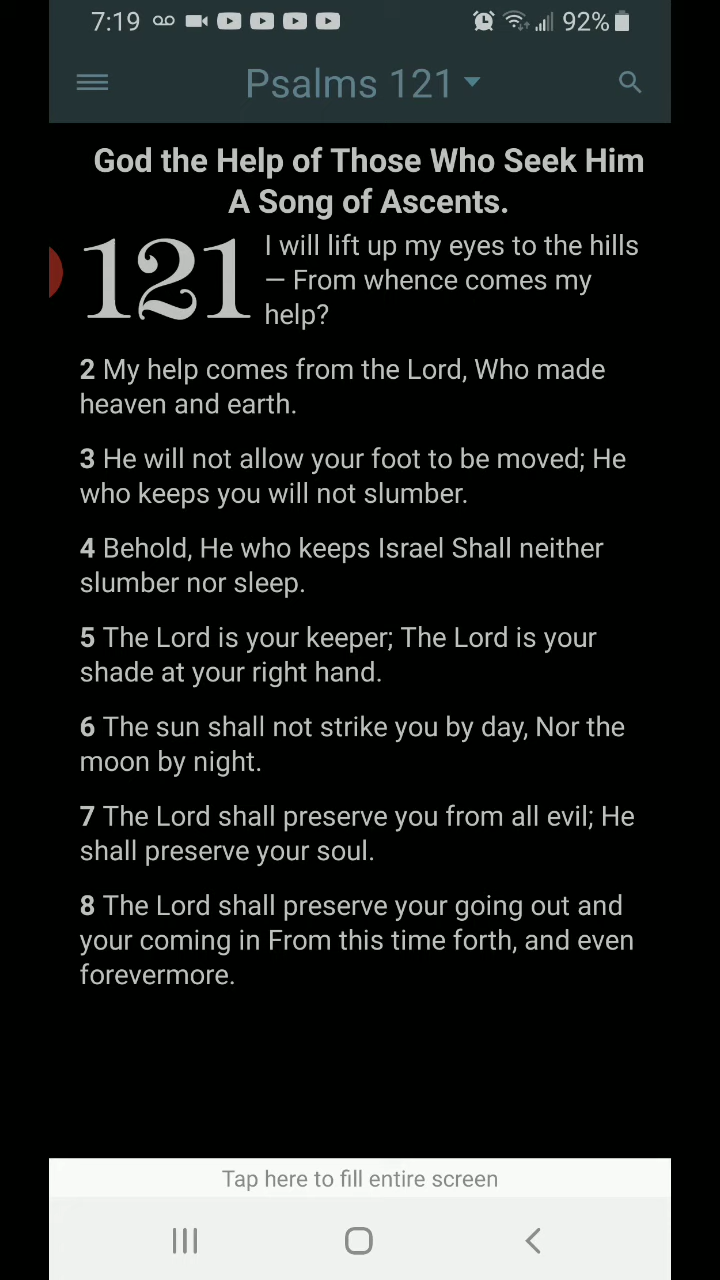 7:19 92%
Psalms 121
God the Help of Those Who Seek Him
A Song of Ascents.
121 I will lift up my eyes to the hills
— From whence comes my
help?
2 My help comes from the Lord, Who made
heaven and earth.
3 He will not allow your foot to be moved; He
who keeps you will not slumber.
4 Behold, He who keeps Israel Shall neither
slumber nor sleep.
5 The Lord is your keeper; The Lord is your
shade at your right hand.
6 The sun shall not strike you by day, Nor the
moon by night.
7 The Lord shall preserve you from all evil; He
shall preserve your soul.
8 The Lord shall preserve your going out and
your coming in From this time forth, and even
forevermore.
Tap here to fill entire screen